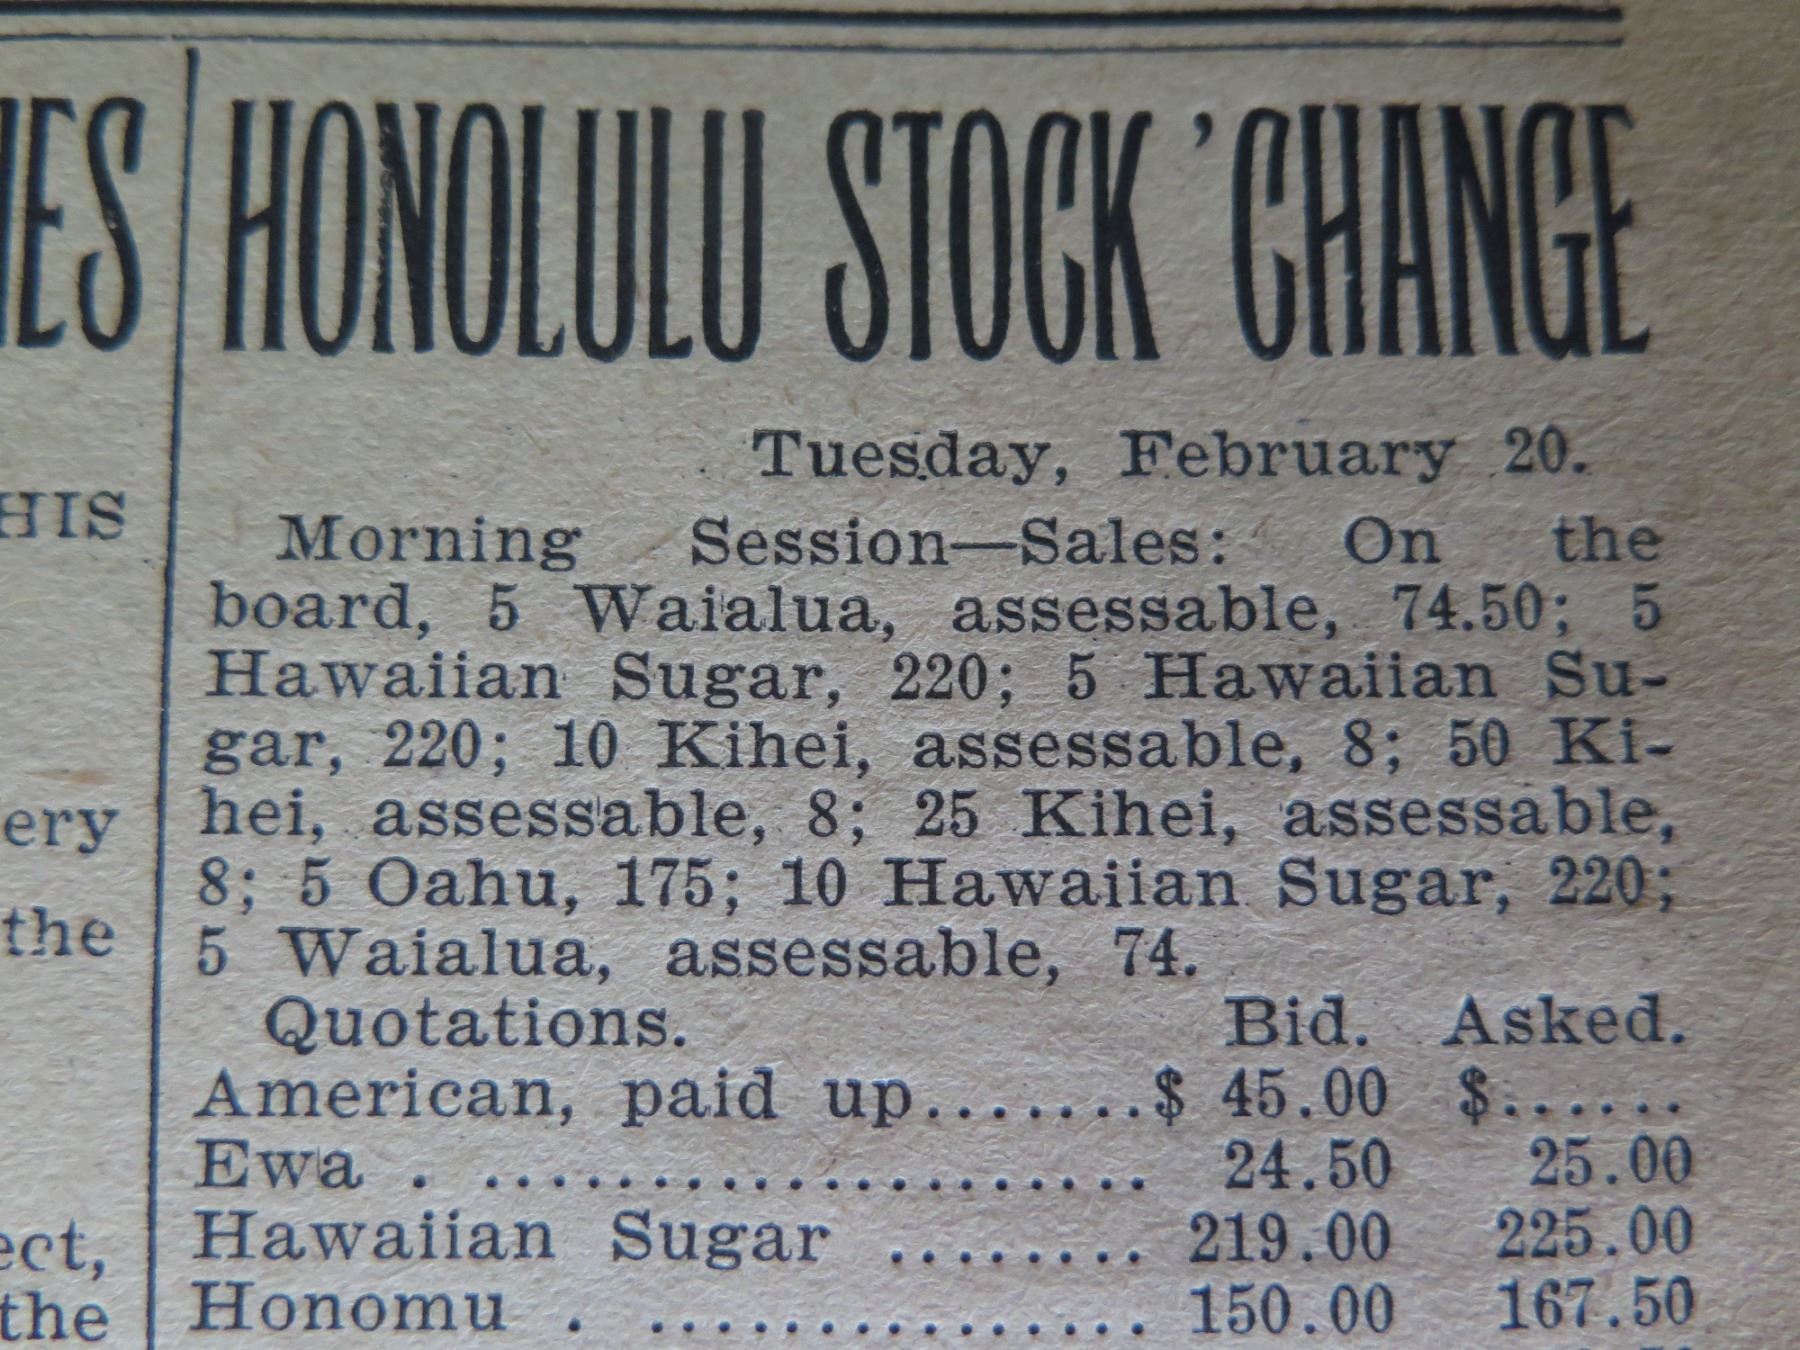 IES
HONOLULU STOCK 'CHANGE
Tuesday, February 20.
Morning Session—Sales: On the
board, 5 Waialua, assessable, 74.50; 5
Hawaiian Sugar, 220; 5 Hawaiian Su-
gar, 220; 10 Kihei, assessable, 8; 50 Ki-
hei, assessable, 8; 25 Kihei, assessable,
8; 5 Oahu, 175; 10 Hawaiian Sugar, 220;
5 Waialua, assessable, 74.
Quotations. Bid. Asked.
American, paid up.......$ 45.00 $......
Ewa . .................... 24.50 25.00
Hawaiian Sugar ........ 219.00 225.00
Honomu . ............... 150.00 167.50
HIS
ery
the
ect,
the